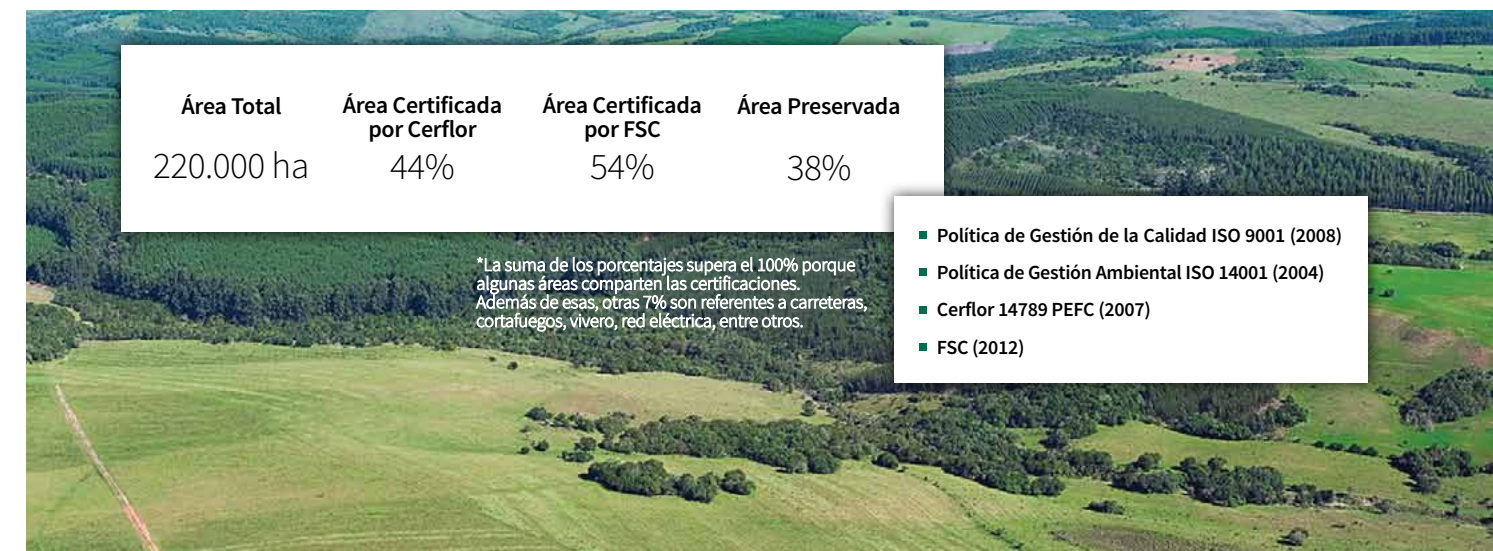 Área Total
220.000 ha
Área Certificada
por Cerflor
44%
Área Certificada
por FSC
54%
Área Preservada
38%
*La suma de los porcentajes supera el 100% porque
algunas áreas comparten las certificaciones.
Además de esas, otras 7% son referentes a carreteras,
cortafuegos, vivero, red eléctrica, entre otros.
Política de Gestión de la Calidad ISO 9001 (2008)
Política de Gestión Ambiental ISO 14001 (2004)
Cerflor 14789 PEFC (2007)
FSC (2012)